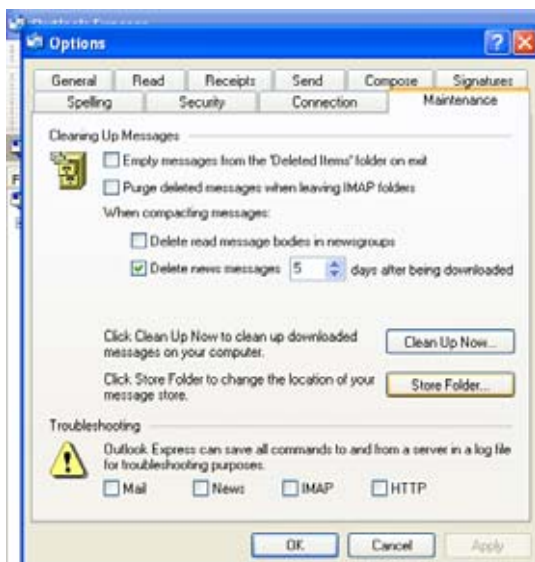 Outlook Express
Options
General Read Receipts Send Compose Signatures
Spelling Security Connection Maintenance
Cleaning Up Messages
Empty messages from the 'Deleted Items' folder on exit
Purge deleted messages when leaving IMAP folders
When compacting messages:
Delete read message bodies in newsgroups
Delete news messages 5 days after being downloaded
Click Clean Up Now to clean up downloaded
messages on your computer.
Clean Up Now...
Click Store Folder to change the location of your
message store.
Store Folder...
Troubleshooting
Outlook Express can save all commands to and from a server in a log file
for troubleshooting purposes.
Mail News IMAP HTTP
OK Cancel Apply